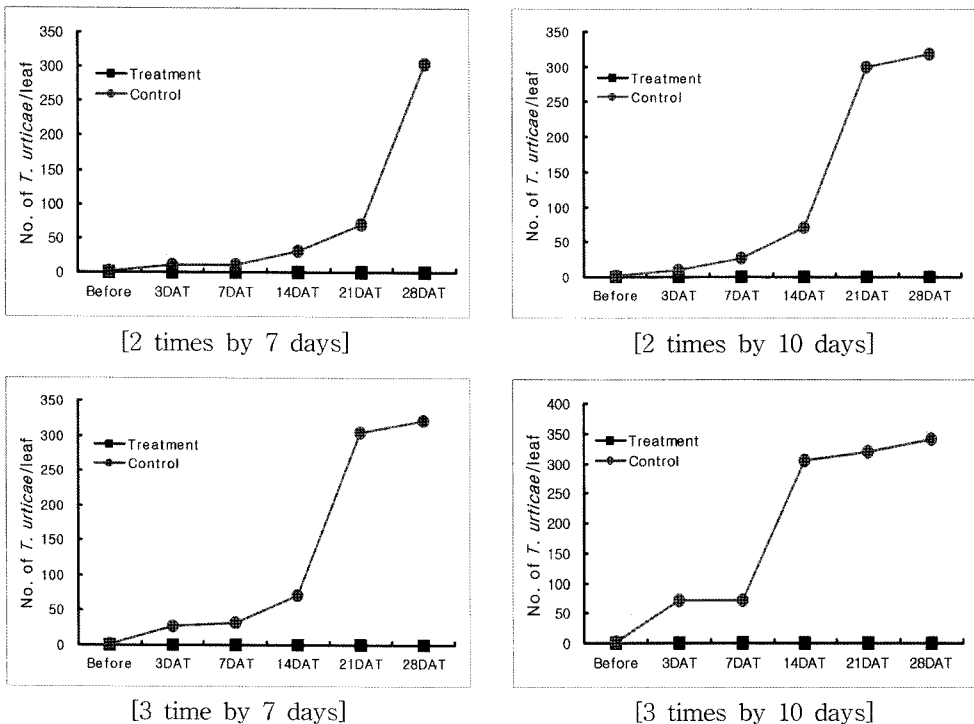 No. of T. urticae/leaf
350
300
250
200
150
100
50
0
Treatment
Control
Before 3DAT 7DAT 14DAT 21DAT 28DAT
[2 times by 7 days]
No. of T. urticae/leaf
350
300
250
200
150
100
50
0
Treatment
Control
Before 3DAT 7DAT 14DAT 21DAT 28DAT
[2 times by 10 days]
No. of T. urticae/leaf
350
300
250
200
150
100
50
0
Treatment
Control
Before 3DAT 7DAT 14DAT 21DAT 28DAT
[3 time by 7 days]
No. of T. urticae/leaf
400
350
300
250
200
150
100
50
0
Treatment
Control
Before 3DAT 7DAT 14DAT 21DAT 28DAT
[3 times by 10 days]